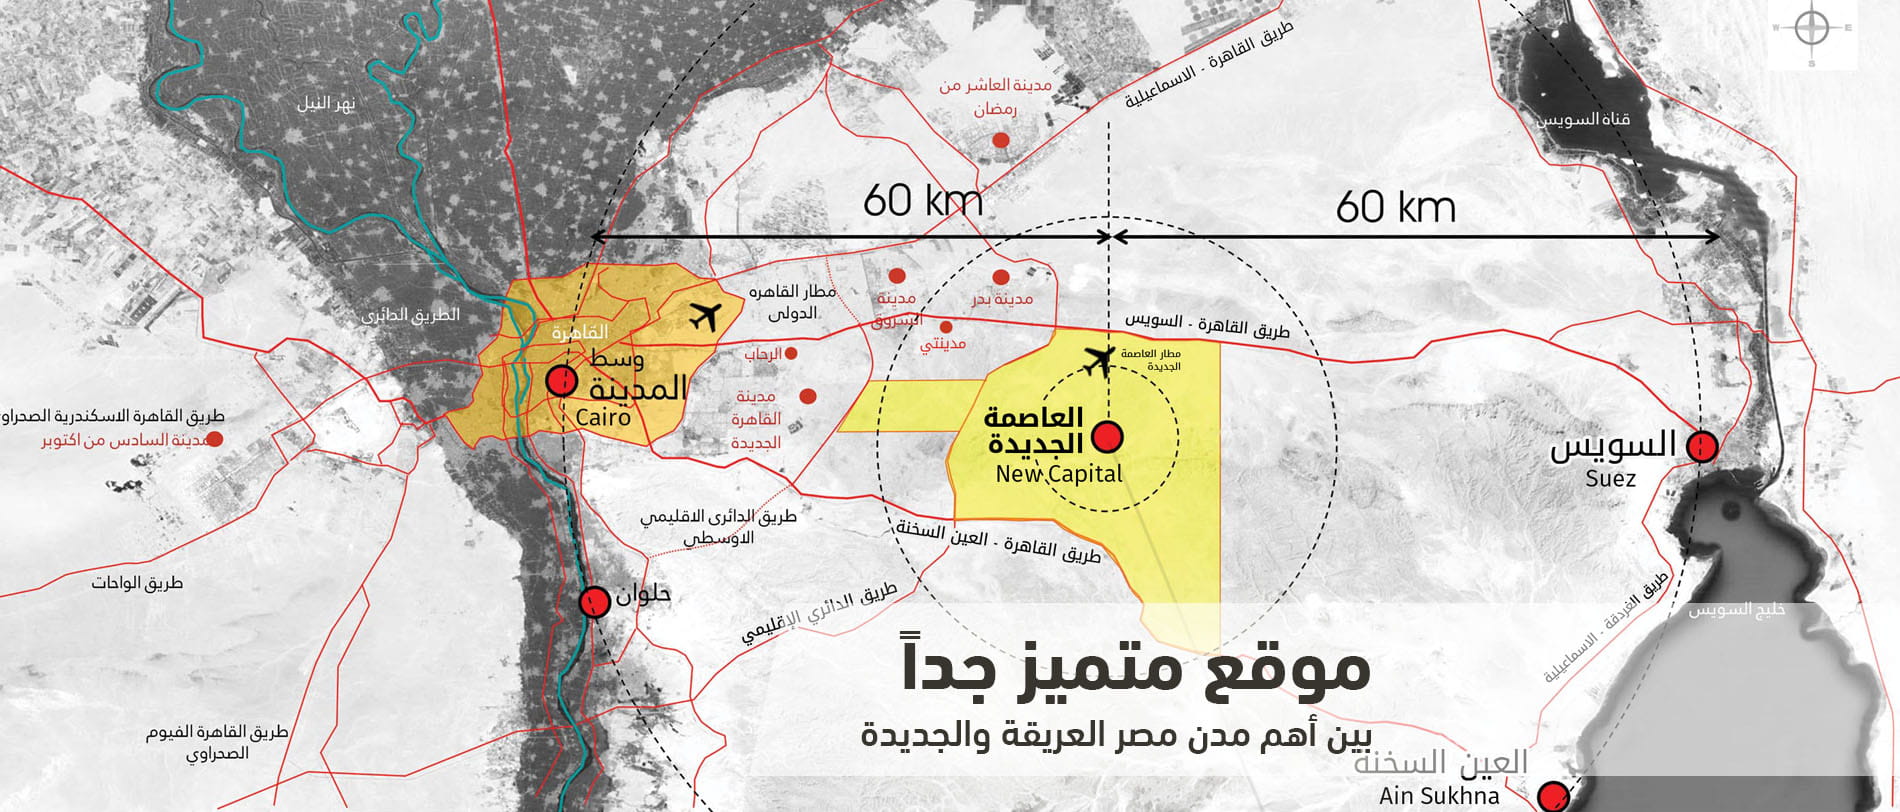 W
E
S
طريق القاهرة - الاسماعيلية
مدينة العاشر من
رمضان
نهر النيل
قناة السويس
60 km
60 km
مطار القاهره
الدولى
مدينة
الشروق
مدينة بدر
مدينتي
الطريق الدائرى
القاهرة
وسط
المدينة
Cairo
الرحاب
مدينة
القاهرة
الجديدة
طريق القاهرة - السويس
مطار العاصمة
الجديدة
العاصمة
الجديدة
New Capital
السويس
Suez
طريق القاهرة الاسكندرية الصحراو
مدينة السادس من اكتوبر
طريق الدائرى الاقليمي
الاوسطي
طريق القاهرة - العين السخنة
طريق الواحات
حلوان
طريق الدائري الإقليمي
طريق الغردقة - الاسماعيلية
خليج السويس
موقع متميز جداً
بين أهم مدن مصر العريقة والجديدة
طريق القاهرة الفيوم
الصحراوي
العين السخنة
Ain Sukhna